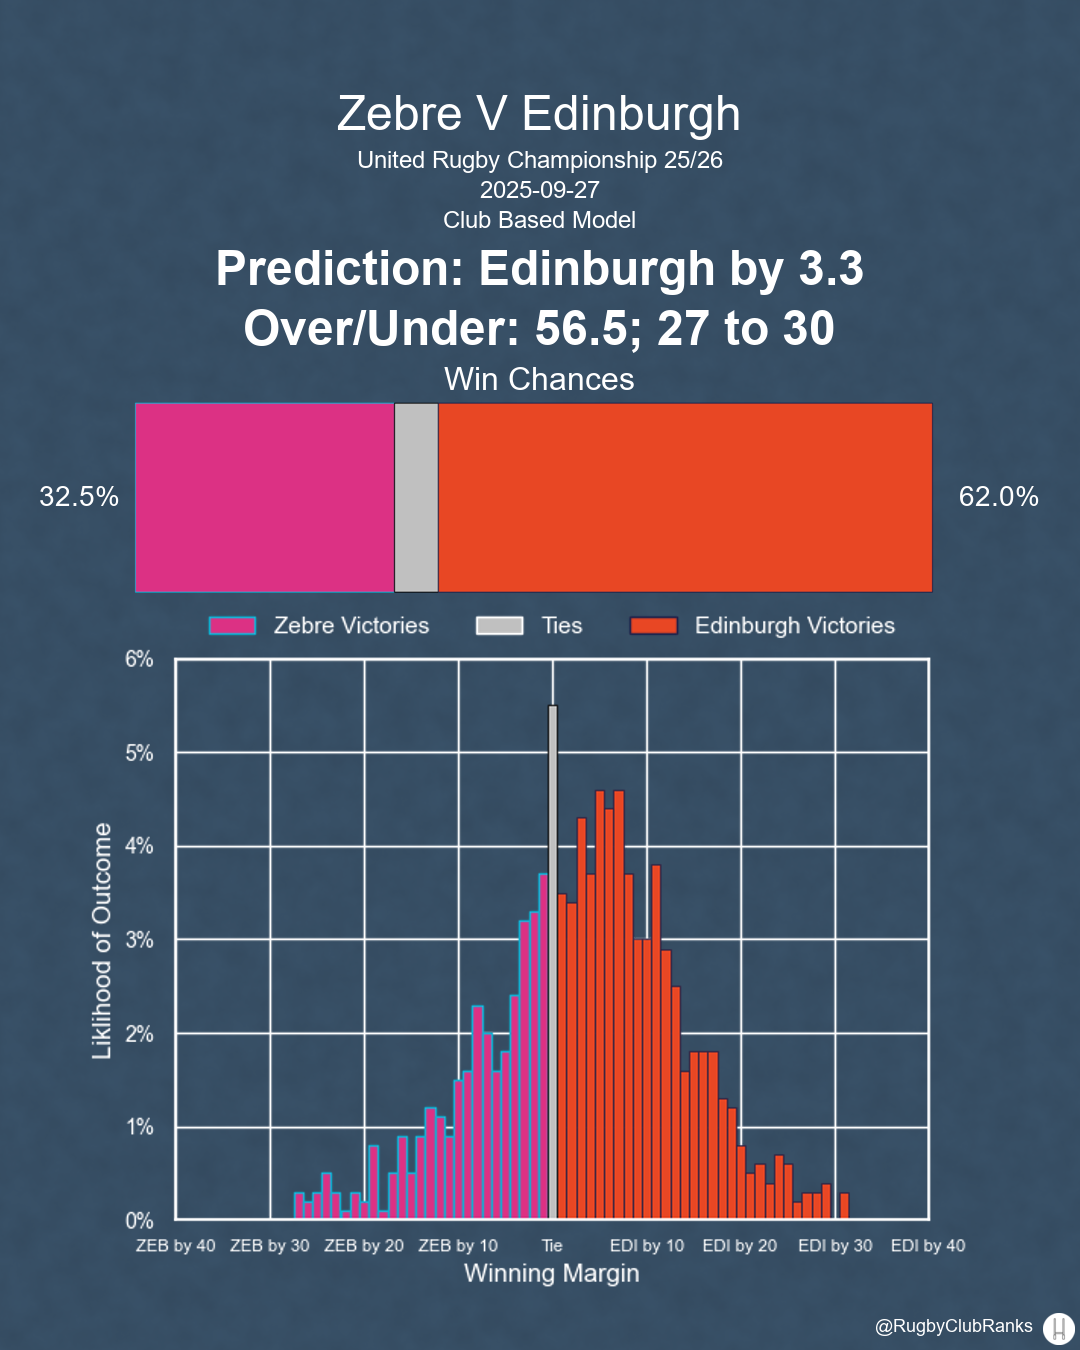 Zebre V Edinburgh
United Rugby Championship 25/26
2025-09-27
Club Based Model
Prediction: Edinburgh by 3.3
Over/Under: 56.5; 27 to 30
Win Chances
32.5%
62.0%
Zebre Victories Ties Edinburgh Victories
6%
5%
4%
3%
2%
1%
0%
Liklihood of Outcome
ZEB by 40 ZEB by 30 ZEB by 20 ZEB by 10 Tie EDI by 10 EDI by 20 EDI by 30 EDI by 40
Winning Margin
@RugbyClubRanks